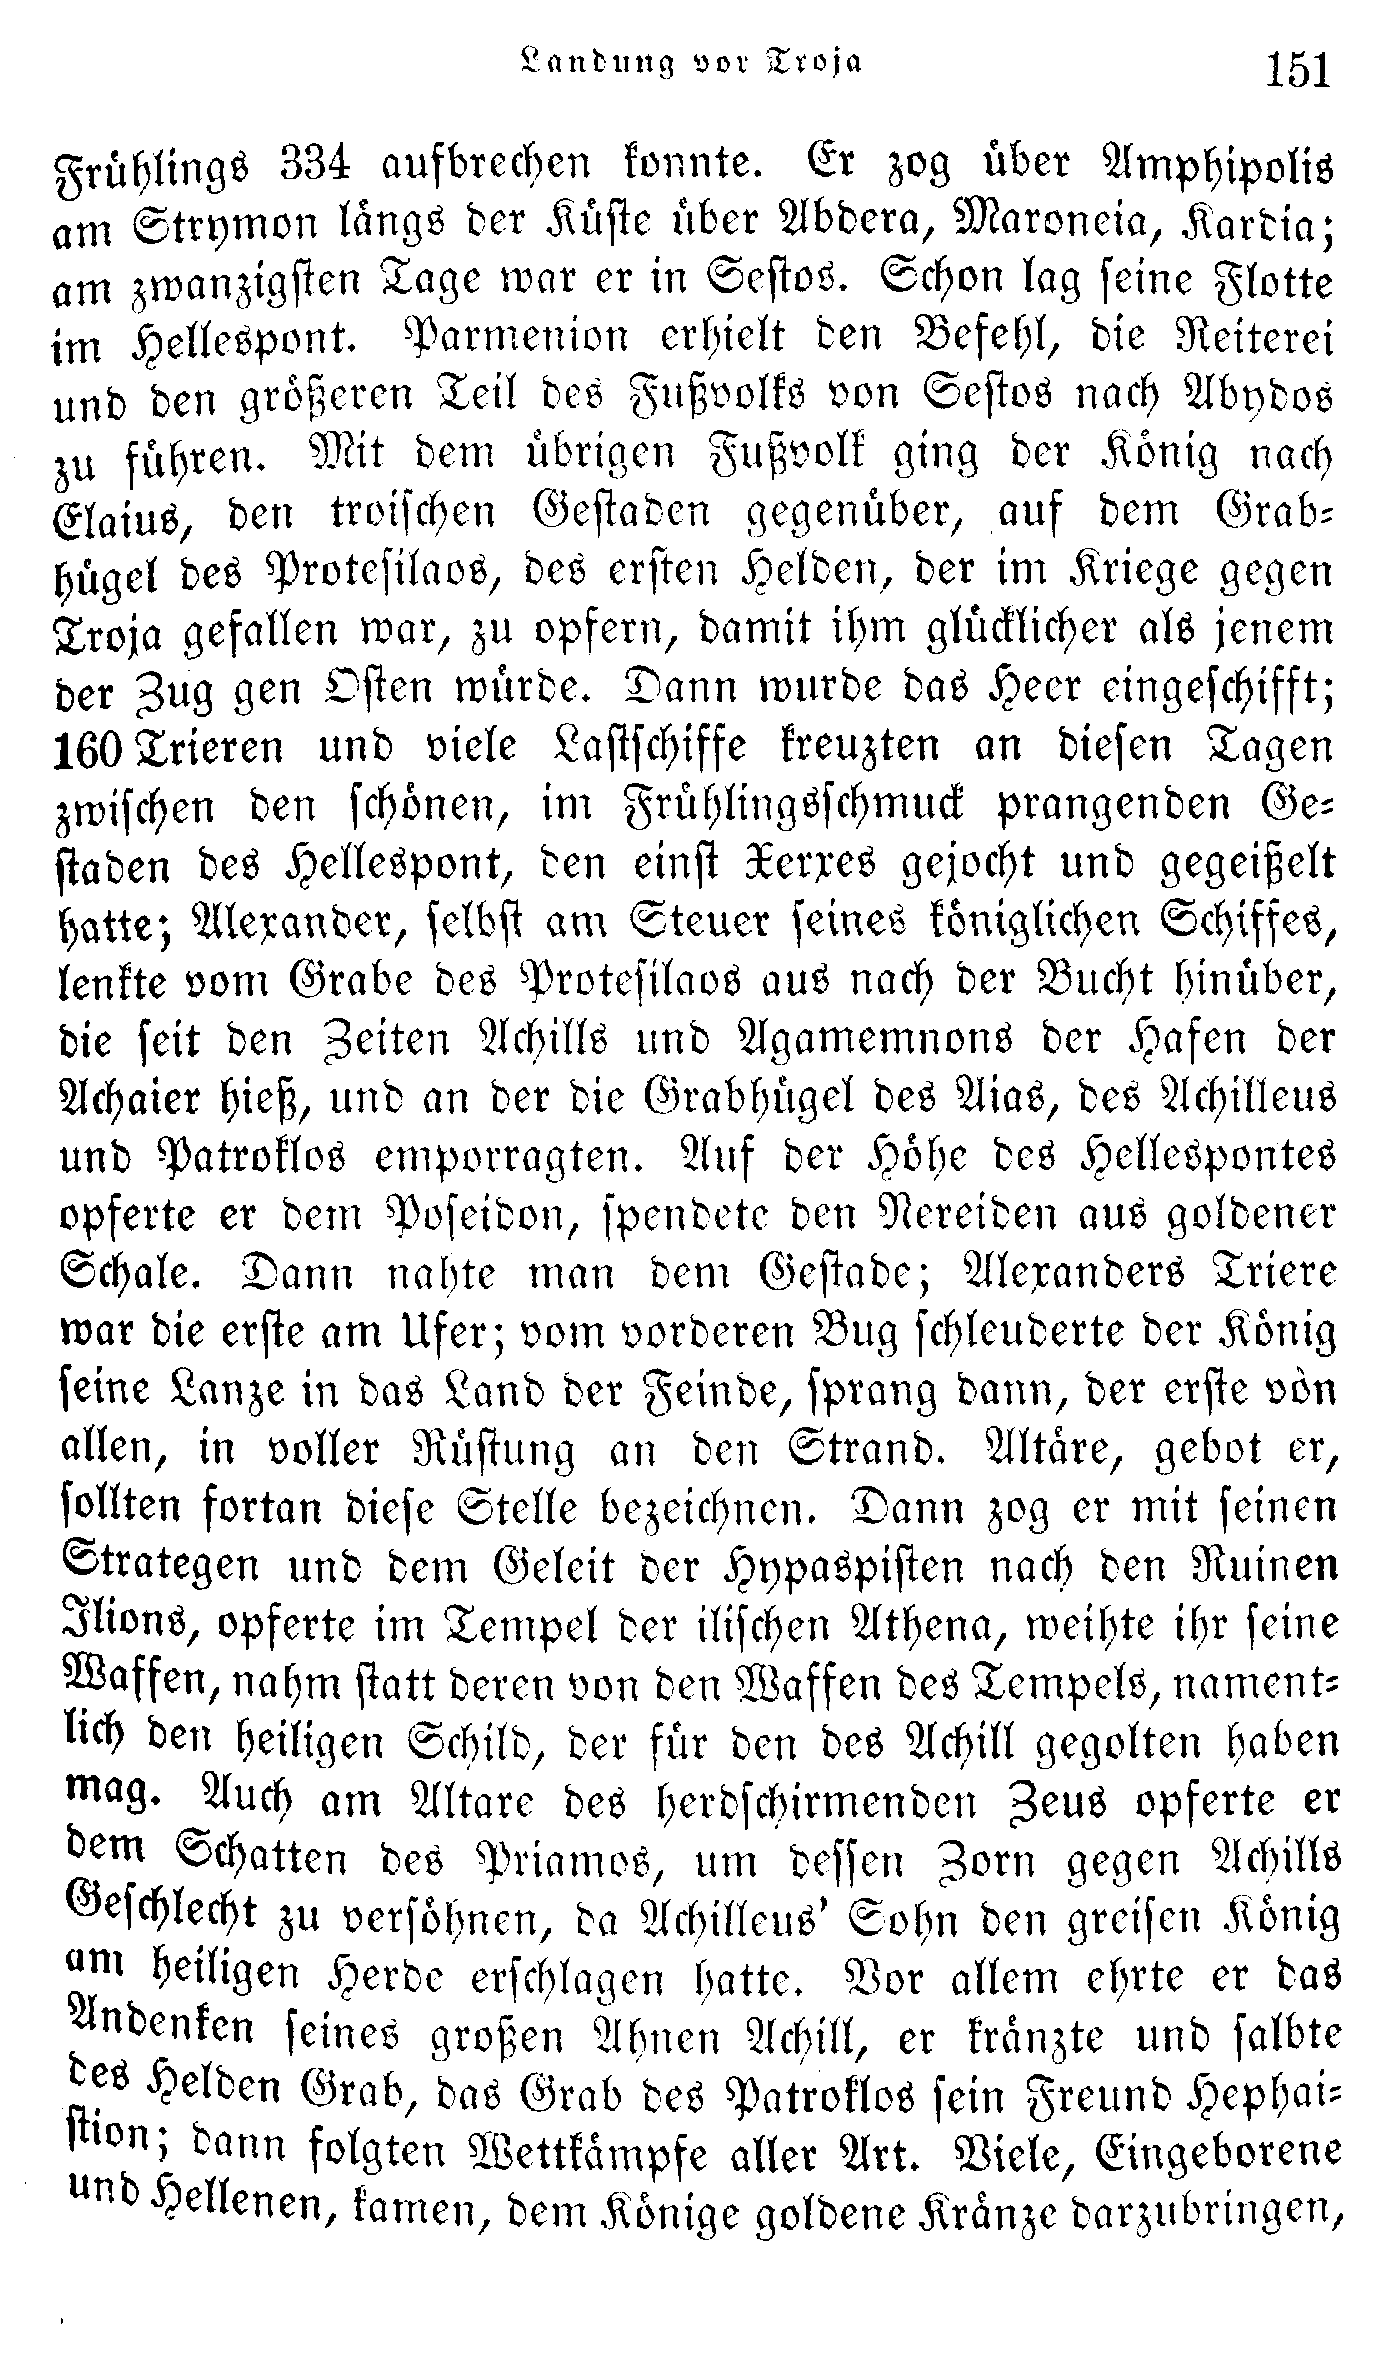 Landung vor Troja 151
Frühlings 334 aufbrechen konnte. Er zog über Amphipolis
am Strymon längs der Küste über Abdera, Maroneia, Kardia;
am zwanzigsten Tage war er in Sestos. Schon lag seine Flotte
im Hellespont. Parmenion erhielt den Befehl, die Reiterei
und den größeren Teil des Fußvolks von Sestos nach Abydos
zu führen. Mit dem übrigen Fußvolk ging der König nach
Elaius, den troischen Gestaden gegenüber, auf dem Grab-
hügel des Protesilaos, des ersten Helden, der im Kriege gegen
Troja gefallen war, zu opfern, damit ihm glücklicher als jenem
der Zug gen Osten würde. Dann wurde das Heer eingeschifft;
160 Trieren und viele Lastschiffe kreuzten an diesen Tagen
zwischen den schönen, im Frühlingsschmuck prangenden Ge-
staden des Hellespont, den einst Xerxes gejocht und gegeißelt
hatte; Alexander, selbst am Steuer seines königlichen Schiffes,
lenkte vom Grabe des Protesilaos aus nach der Bucht hinüber,
die seit den Zeiten Achills und Agamemnons der Hafen der
Achaier hieß, und an der die Grabhügel des Aias, des Achilleus
und Patroklos emporragten. Auf der Höhe des Hellespontes
opferte er dem Poseidon, spendete den Nereiden aus goldener
Schale. Dann nahte man dem Gestade; Alexanders Triere
war die erste am Ufer; vom vorderen Bug schleuderte der König
seine Lanze in das Land der Feinde, sprang dann, der erste von
allen, in voller Rüstung an den Strand. Altäre, gebot er,
sollten fortan diese Stelle bezeichnen. Dann zog er mit seinen
Strategen und dem Geleit der Hypaspisten nach den Ruinen
Ilions, opferte im Tempel der ilischen Athena, weihte ihr seine
Waffen, nahm statt deren von den Waffen des Tempels, nament-
lich den heiligen Schild, der für den des Achill gegolten haben
mag. Auch am Altare des herdschirmenden Zeus opferte er
dem Schatten des Priamos, um dessen Zorn gegen Achills
Geschlecht zu versöhnen, da Achilleus' Sohn den greisen König
am heiligen Herde erschlagen hatte. Vor allem ehrte er das
Andenken seines großen Ahnen Achill, er kränzte und salbte
des Helden Grab, das Grab des Patroklos sein Freund Hephai-
stion; dann folgten Wettkämpfe aller Art. Viele, Eingeborene
und Hellenen, kamen, dem Könige goldene Kränze darzubringen,